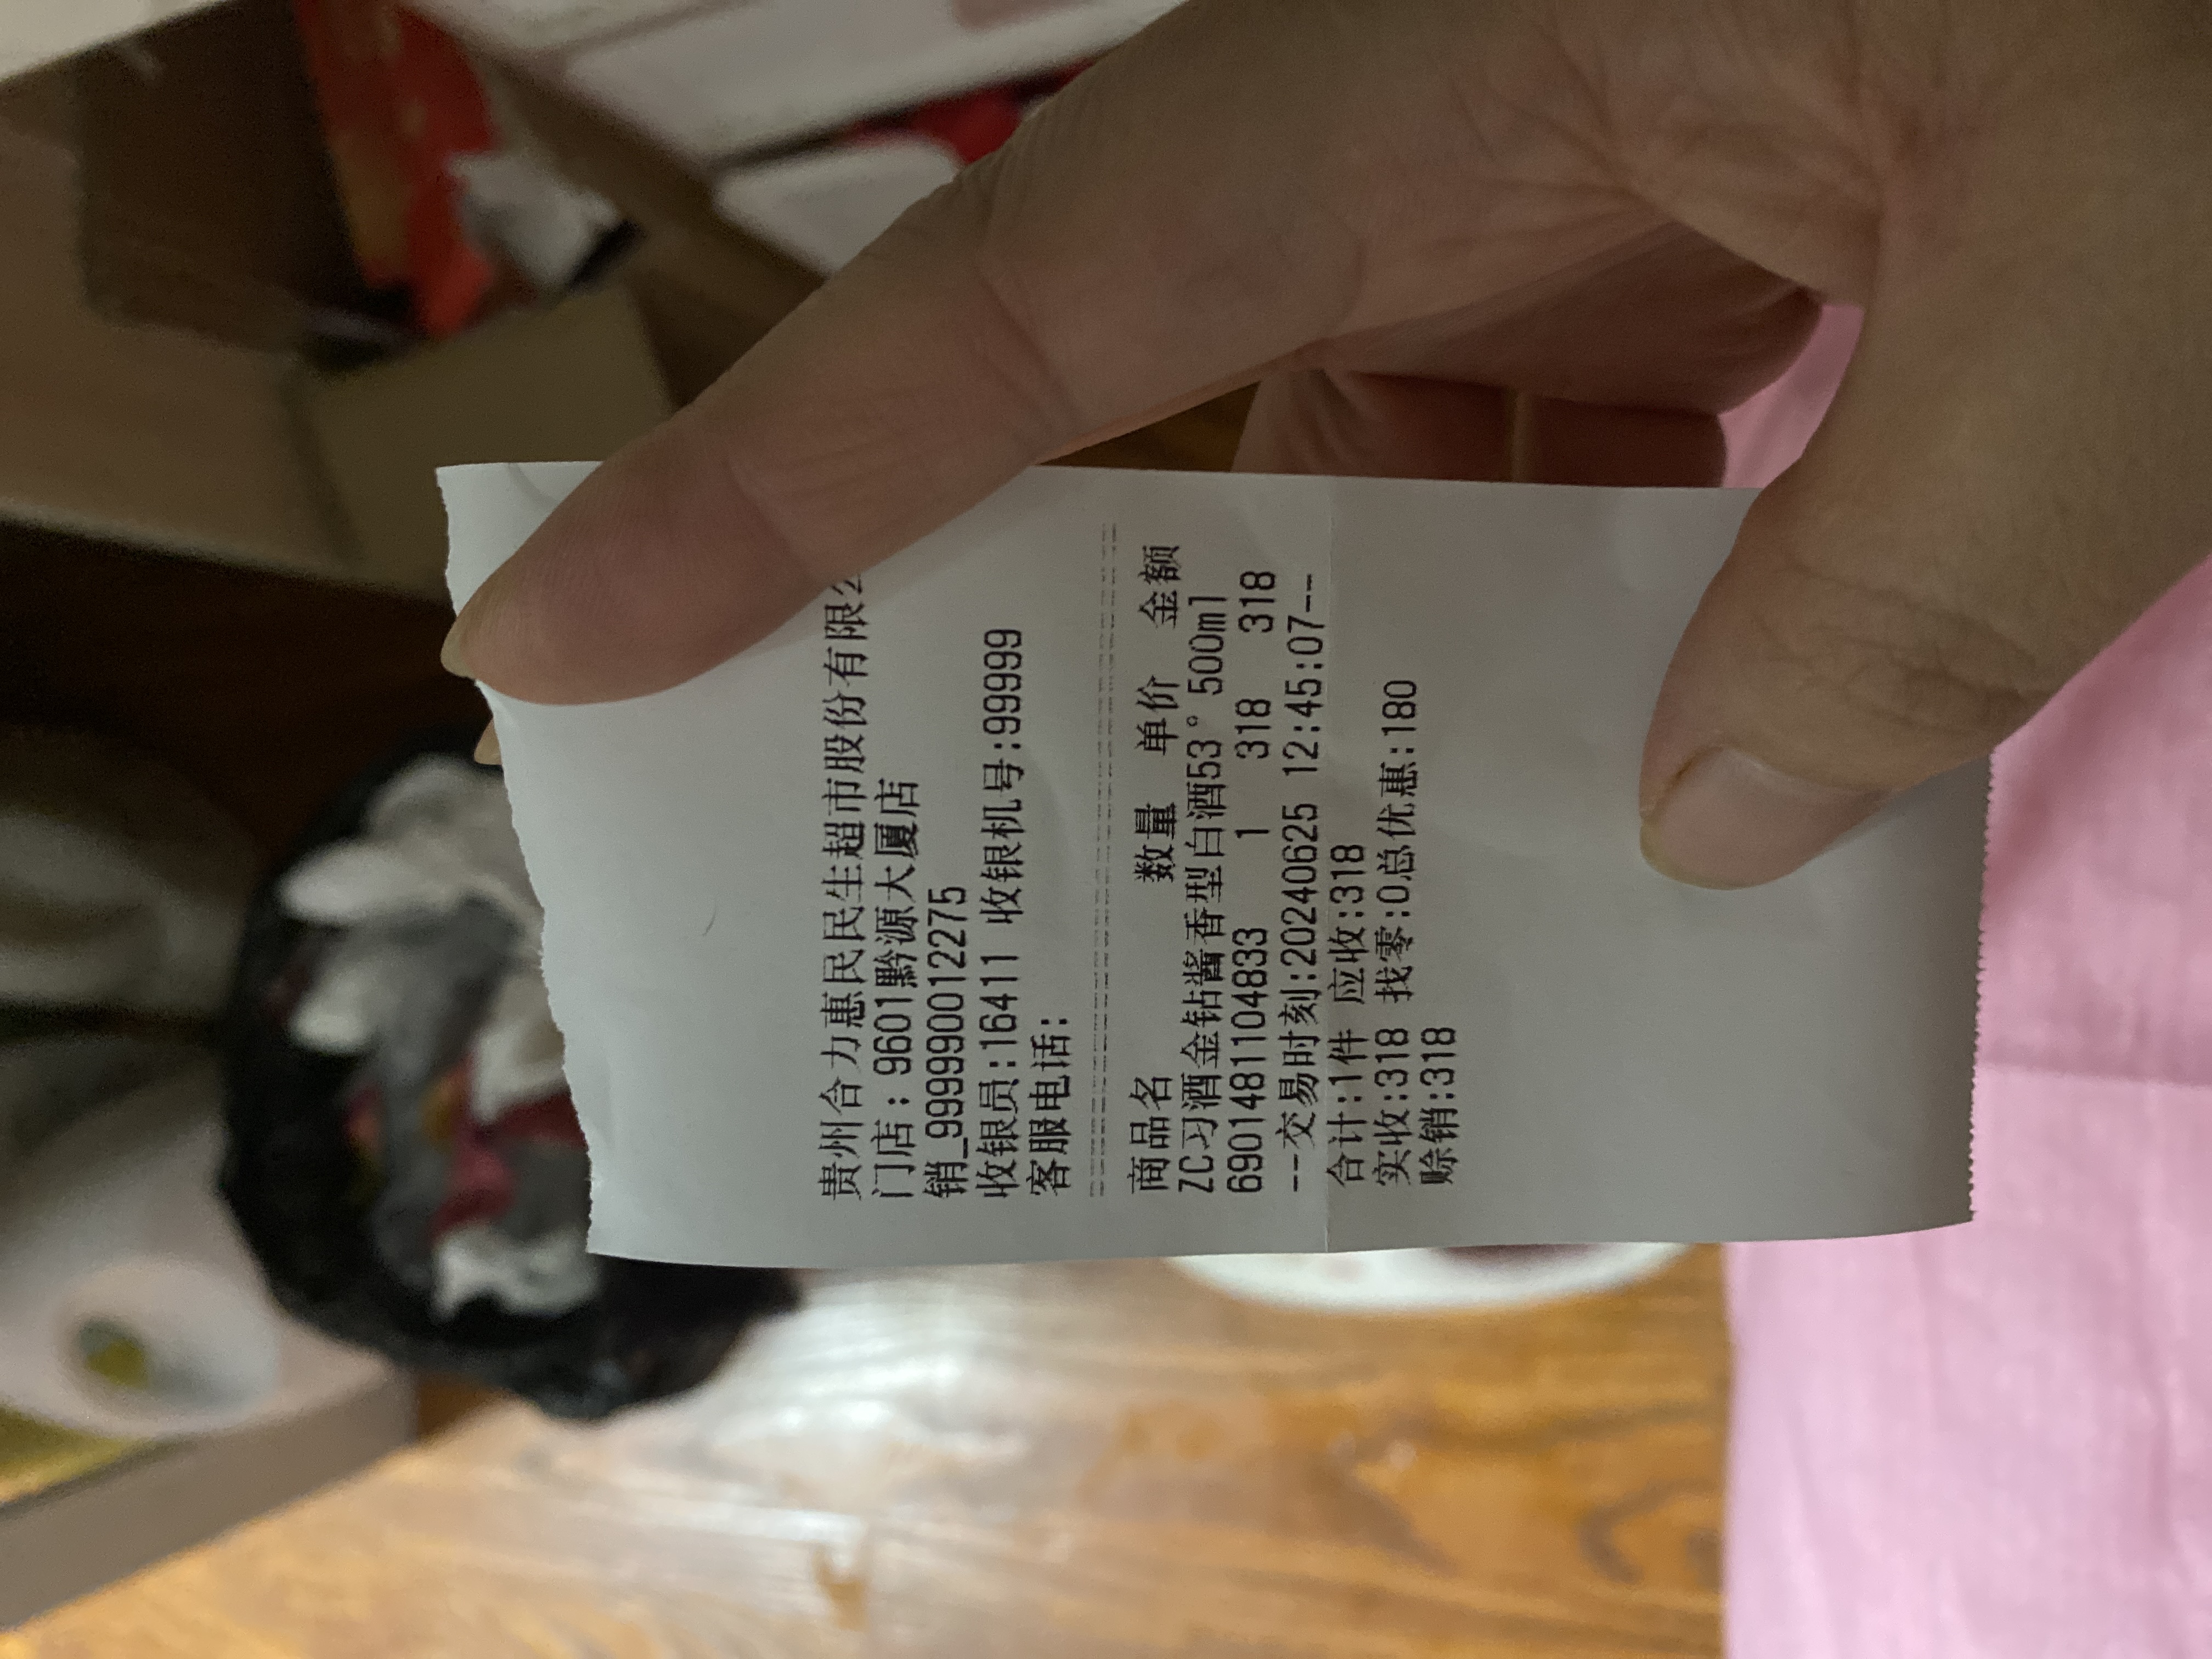 贵州合力惠民民生超市股份有限
门店：9601黔源大厦店
销_9999900122275
收银员:16411 收银机号:99999
客服电话:
商品名 数量 单价 金额
ZC习酒金钻酱香型白酒53°500ml
6901481104833 1 318 318
--交易时刻:20240625 12:45:07--
合计:1件 应收:318
实收:318 找零:0总优惠:180
赊销:318